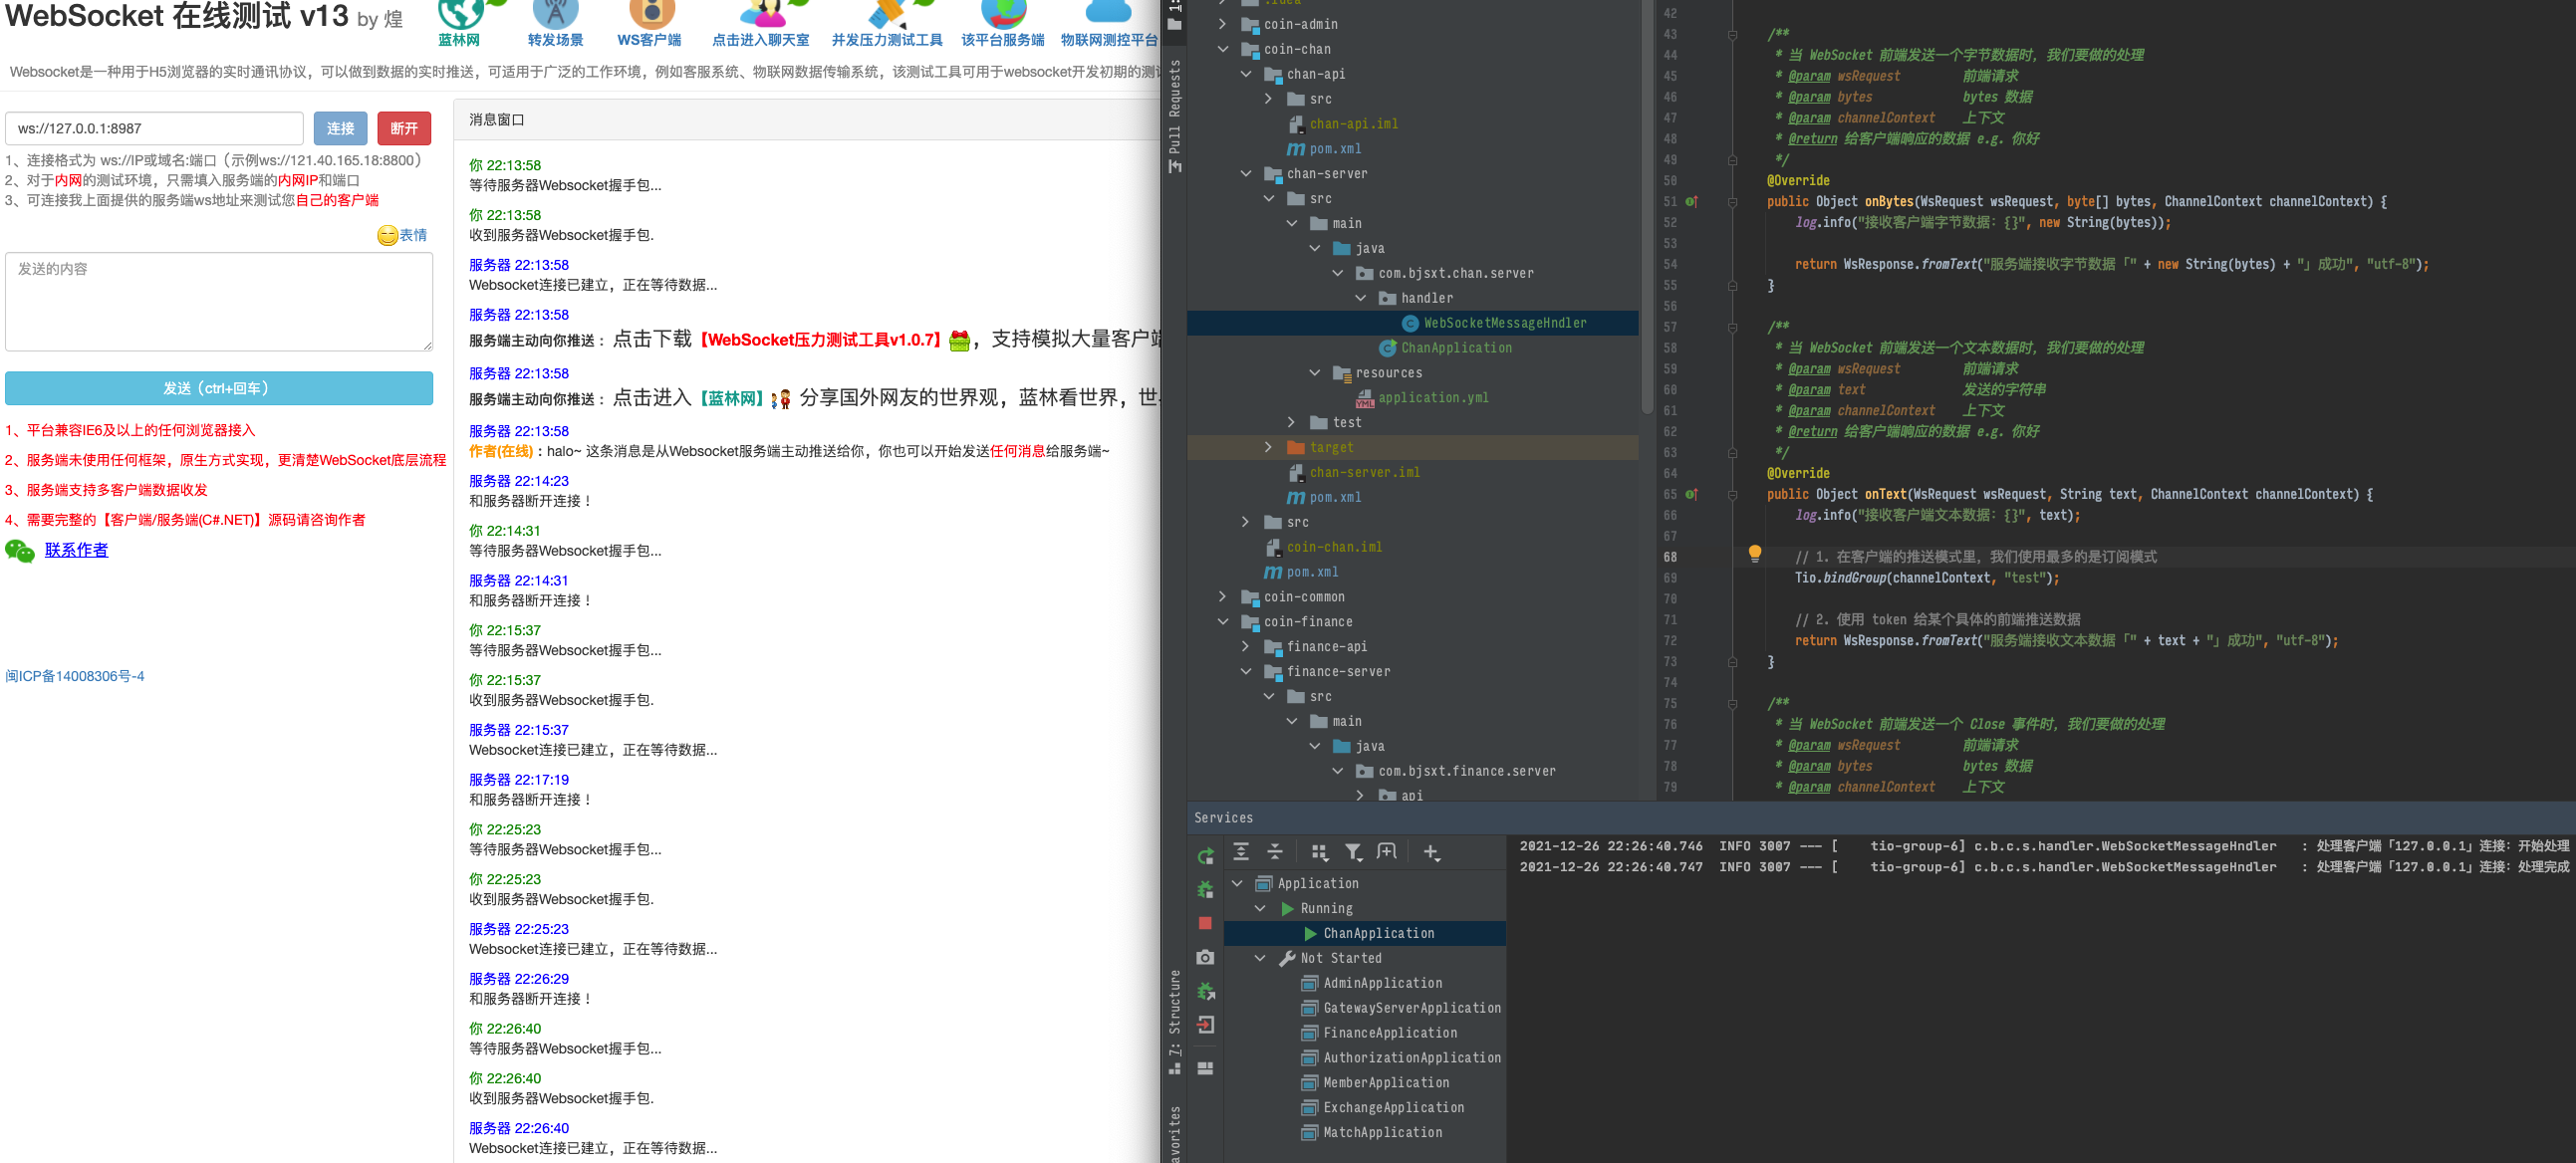 WebSocket 在线测试 v13 by 煌
蓝林网
转发场景
WS客户端
点击进入聊天室
并发压力测试工具
该平台服务端
物联网测控平台
Websocket是一种用于H5浏览器的实时通讯协议，可以做到数据的实时推送，可适用于广泛的工作环境，例如客服系统、物联网数据传输系统，该测试工具可用于websocket开发初期的测
ws://127.0.0.1:8987
连接
断开
1、连接格式为 ws://IP或域名:端口（示例ws://121.40.165.18:8800）
2、对于内网的测试环境，只需填入服务端的内网IP和端口
3、可连接我上面提供的服务端ws地址来测试您自己的客户端
表情
发送的内容
发送（ctrl+回车）
1、平台兼容IE6及以上的任何浏览器接入
2、服务端未使用任何框架，原生方式实现，更清楚WebSocket底层流程
3、服务端支持多客户端数据收发
4、需要完整的【客户端/服务端(C#.NET)】源码请咨询作者
联系作者
闽ICP备14008306号-4
消息窗口
你 22:13:58
等待服务器Websocket握手包...
你 22:13:58
收到服务器Websocket握手包.
服务器 22:13:58
Websocket连接已建立，正在等待数据...
服务器 22:13:58
服务端主动向你推送：点击下载【WebSocket压力测试工具v1.0.7】，支持模拟大量客户端
服务器 22:13:58
服务端主动向你推送：点击进入【蓝林网】 分享国外网友的世界观，蓝林看世界，世
服务器 22:13:58
作者(在线)：halo~ 这条消息是从Websocket服务端主动推送给你，你也可以开始发送任何消息给服务端~
服务器 22:14:23
和服务器断开连接！
你 22:14:31
等待服务器Websocket握手包...
服务器 22:14:31
和服务器断开连接！
你 22:15:37
等待服务器Websocket握手包...
你 22:15:37
收到服务器Websocket握手包.
服务器 22:15:37
Websocket连接已建立，正在等待数据...
服务器 22:17:19
和服务器断开连接！
你 22:25:23
等待服务器Websocket握手包...
你 22:25:23
收到服务器Websocket握手包.
服务器 22:25:23
Websocket连接已建立，正在等待数据...
服务器 22:26:29
和服务器断开连接！
你 22:26:40
等待服务器Websocket握手包...
你 22:26:40
收到服务器Websocket握手包.
服务器 22:26:40
Websocket连接已建立，正在等待数据...
Pull Requests
7: Structure
avorites
.idea
coin-admin
coin-chan
chan-api
src
chan-api.iml
pom.xml
chan-server
src
main
java
com.bjsxt.chan.server
handler
WebSocketMessageHndler
ChanApplication
resources
application.yml
test
target
chan-server.iml
pom.xml
src
coin-chan.iml
pom.xml
coin-common
coin-finance
finance-api
finance-server
src
main
java
com.bjsxt.finance.server
api
42
43 /**
44 * 当 WebSocket 前端发送一个字节数据时, 我们要做的处理
45 * @param wsRequest 前端请求
46 * @param bytes bytes 数据
47 * @param channelContext 上下文
48 * @return 给客户端响应的数据 e.g. 你好
49 */
50 @Override
51 public Object onBytes(WsRequest wsRequest, byte[] bytes, ChannelContext channelContext) {
52 log.info("接收客户端字节数据: {}", new String(bytes));
53
54 return WsResponse.fromText("服务端接收字节数据「" + new String(bytes) + "」成功", "utf-8");
55 }
56
57 /**
58 * 当 WebSocket 前端发送一个文本数据时, 我们要做的处理
59 * @param wsRequest 前端请求
60 * @param text 发送的字符串
61 * @param channelContext 上下文
62 * @return 给客户端响应的数据 e.g. 你好
63 */
64 @Override
65 public Object onText(WsRequest wsRequest, String text, ChannelContext channelContext) {
66 log.info("接收客户端文本数据: {}", text);
67
68 // 1. 在客户端的推送模式里, 我们使用最多的是订阅模式
69 Tio.bindGroup(channelContext, "test");
70
71 // 2. 使用 token 给某个具体的前端推送数据
72 return WsResponse.fromText("服务端接收文本数据「" + text + "」成功", "utf-8");
73 }
74
75 /**
76 * 当 WebSocket 前端发送一个 Close 事件时, 我们要做的处理
77 * @param wsRequest 前端请求
78 * @param bytes bytes 数据
79 * @param channelContext 上下文
Services
Application
Running
ChanApplication
Not Started
AdminApplication
GatewayServerApplication
FinanceApplication
AuthorizationApplication
MemberApplication
ExchangeApplication
MatchApplication
2021-12-26 22:26:40.746 INFO 3007 --- [ tio-group-6] c.b.c.s.handler.WebSocketMessageHndler : 处理客户端「127.0.0.1」连接: 开始处理
2021-12-26 22:26:40.747 INFO 3007 --- [ tio-group-6] c.b.c.s.handler.WebSocketMessageHndler : 处理客户端「127.0.0.1」连接: 处理完成